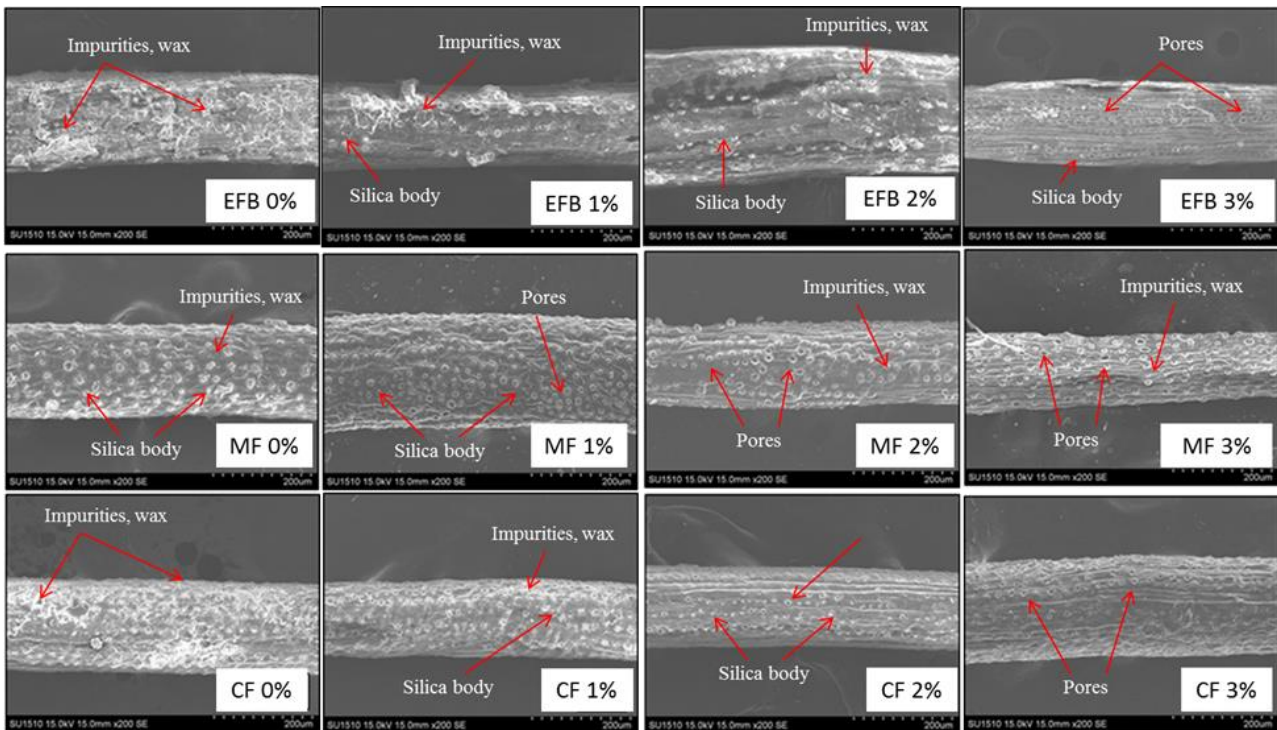 Impurities, wax
EFB 0%
SU1510 15.0kV 15.0mm x200 SE
200um
Impurities, wax
Silica body
EFB 1%
SU1510 15.0kV 15.0mm x200 SE
200um
Impurities, wax
Silica body
EFB 2%
SU1510 15.0kV 15.0mm x200 SE
200um
Pores
Silica body
EFB 3%
SU1510 15.0kV 15.0mm x200 SE
200um
Impurities, wax
Silica body
MF 0%
SU1510 15.0kV 15.0mm x200 SE
200um
Pores
Silica body
MF 1%
SU1510 15.0kV 15.0mm x200 SE
200um
Impurities, wax
Pores
MF 2%
SU1510 15.0kV 15.0mm x200 SE
200um
Impurities, wax
Pores
MF 3%
SU1510 15.0kV 15.0mm x200 SE
200um
Impurities, wax
CF 0%
SU1510 15.0kV 15.0mm x200 SE
200um
Impurities, wax
Silica body
CF 1%
SU1510 15.0kV 15.0mm x200 SE
200um
Silica body
CF 2%
SU1510 15.0kV 15.0mm x200 SE
200um
Pores
CF 3%
SU1510 15.0kV 15.0mm x200 SE
200um